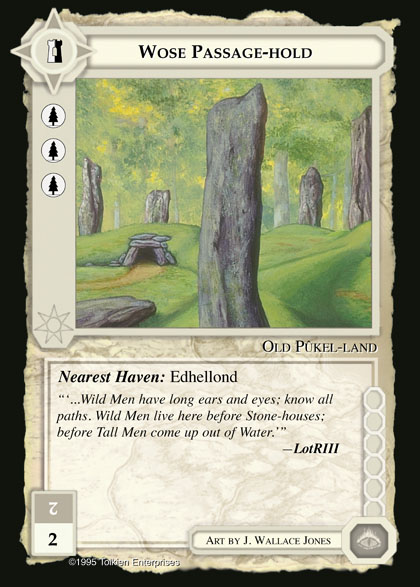 Wose Passage-hold
Old Pûkel-land
Nearest Haven: Edhellond
“‘...Wild Men have long ears and eyes; know all
paths. Wild Men live here before Stone-houses;
before Tall Men come up out of Water.’”
—LotRIII
2
2
Art by J. Wallace Jones
©1995 Tolkien Enterprises